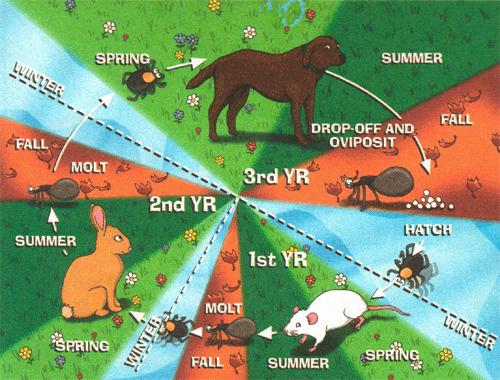 SPRING
SUMMER
WINTER
DROP-OFF AND
OVIPOSIT
FALL
FALL
MOLT
3rd YR
2nd YR
HATCH
SUMMER
1st YR
MOLT
WINTER
SPRING
WINTER
FALL
SUMMER
SPRING